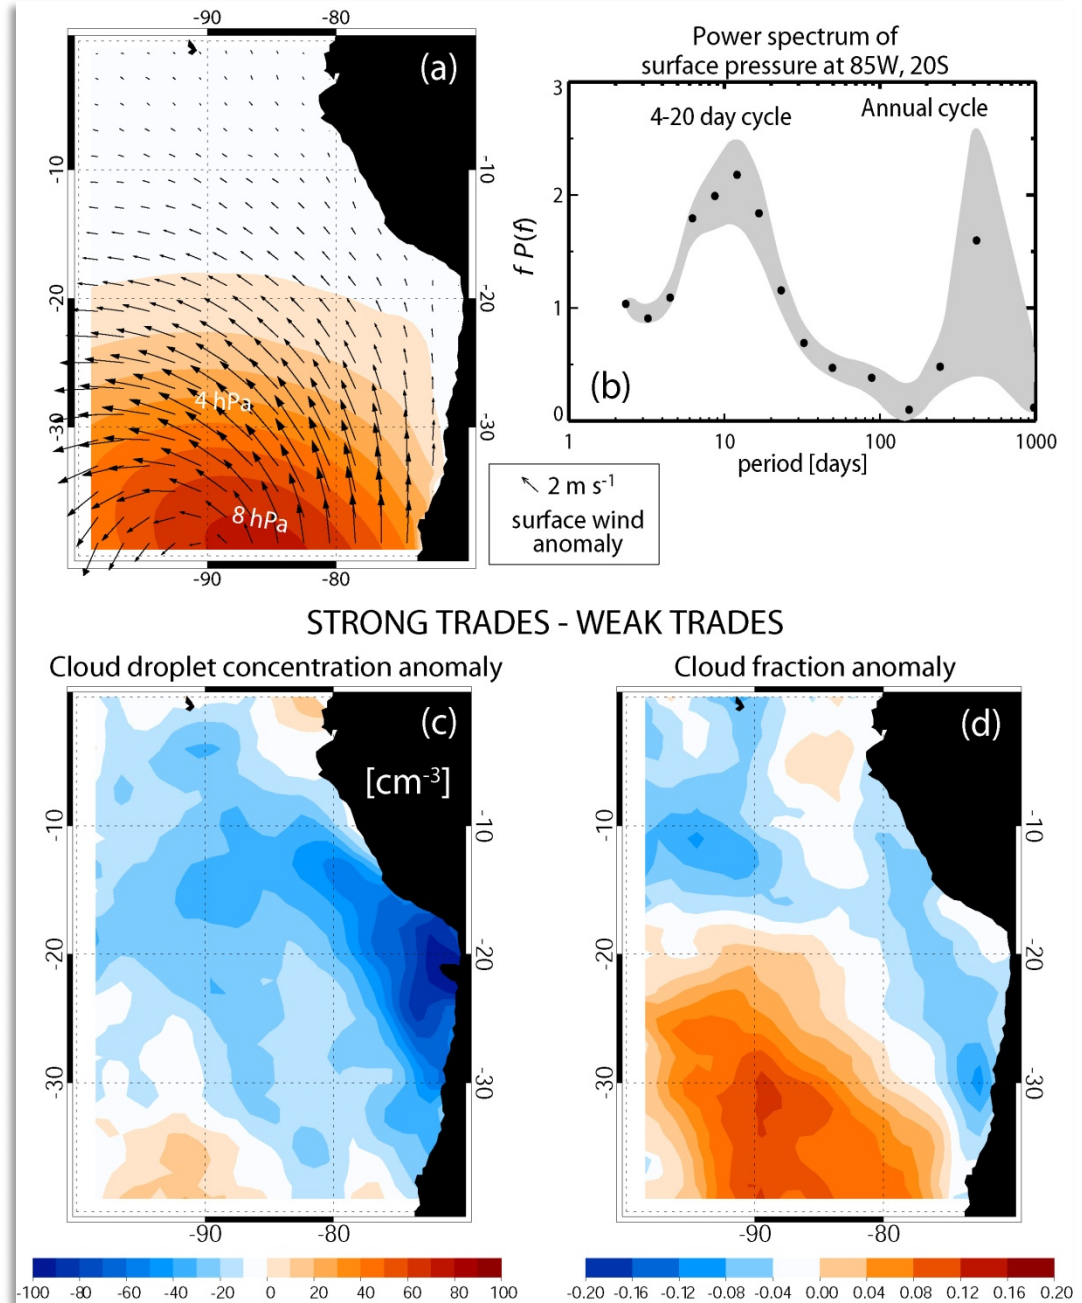 -90 -80
(a)
-10 -10
-20 -20
-30 -30
4 hPa
8 hPa
-90 -80
Power spectrum of
surface pressure at 85W, 20S
3
4-20 day cycle
Annual cycle
2
f P(f)
1
(b)
0
1 10 100 1000
period [days]
2 m s⁻¹
surface wind
anomaly
STRONG TRADES - WEAK TRADES
Cloud droplet concentration anomaly
(c)
[cm⁻³]
-10 -10
-20 -20
-30 -30
-90 -80
-100 -80 -60 -40 -20 0 20 40 60 80 100
Cloud fraction anomaly
(d)
-10 -10
-20 -20
-30 -30
-90 -80
-0.20 -0.16 -0.12 -0.08 -0.04 0.00 0.04 0.08 0.12 0.16 0.20